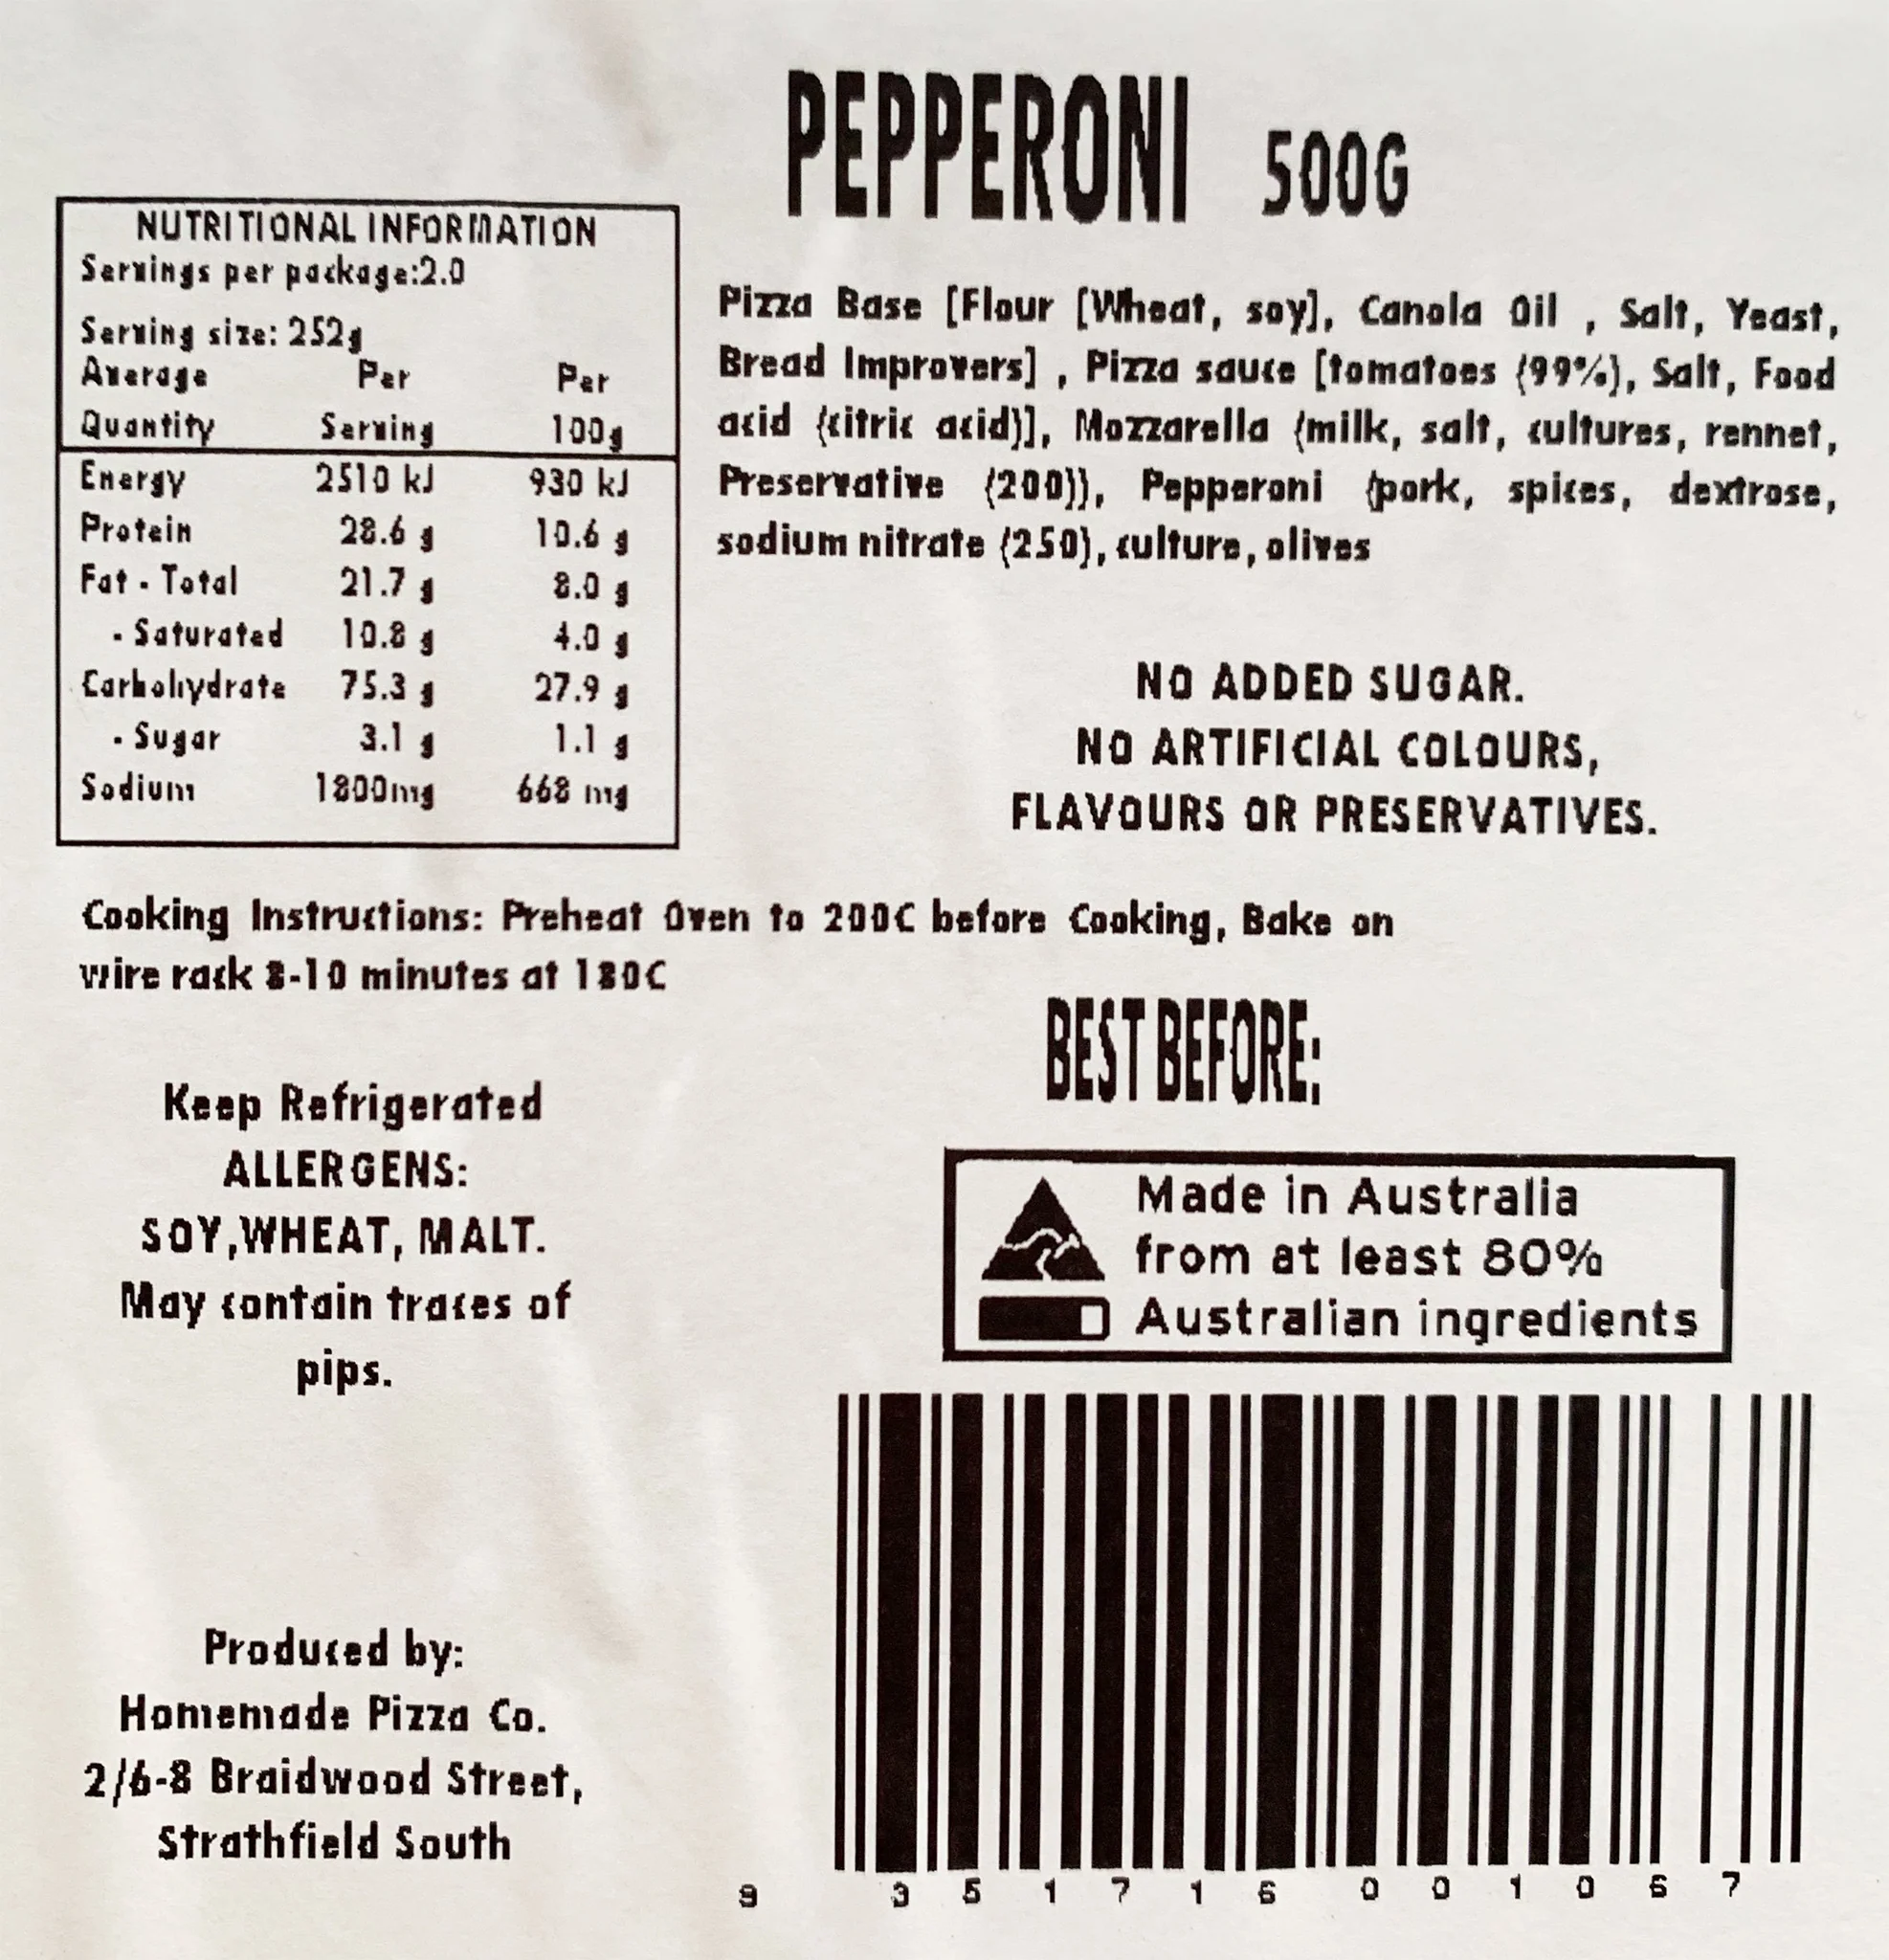 PEPPERONI 500G
NUTRITIONAL INFORMATION
Servings per package:2.0
Serving size: 252g
Average Per Per
Quantity Serving 100g
Energy 2510 kJ 930 kJ
Protein 28.6 g 10.6 g
Fat - Total 21.7 g 8.0 g
- Saturated 10.8 g 4.0 g
Carbohydrate 75.3 g 27.9 g
- Sugar 3.1 g 1.1 g
Sodium 1800mg 668 mg
Pizza Base [Flour [Wheat, soy], Canola Oil , Salt, Yeast,
Bread Improvers] , Pizza sauce [tomatoes (99%), Salt, Food
acid (citric acid)], Mozzarella (milk, salt, cultures, rennet,
Preservative (200)), Pepperoni (pork, spices, dextrose,
sodium nitrate (250), culture, olives
NO ADDED SUGAR.
NO ARTIFICIAL COLOURS,
FLAVOURS OR PRESERVATIVES.
Cooking Instructions: Preheat Oven to 200C before Cooking, Bake on
wire rack 8-10 minutes at 180C
Keep Refrigerated
ALLERGENS:
SOY,WHEAT, MALT.
May contain traces of
pips.
BEST BEFORE:
Made in Australia
from at least 80%
Australian ingredients
Produced by:
Homemade Pizza Co.
2/6-8 Braidwood Street,
Strathfield South
9 351716 001067